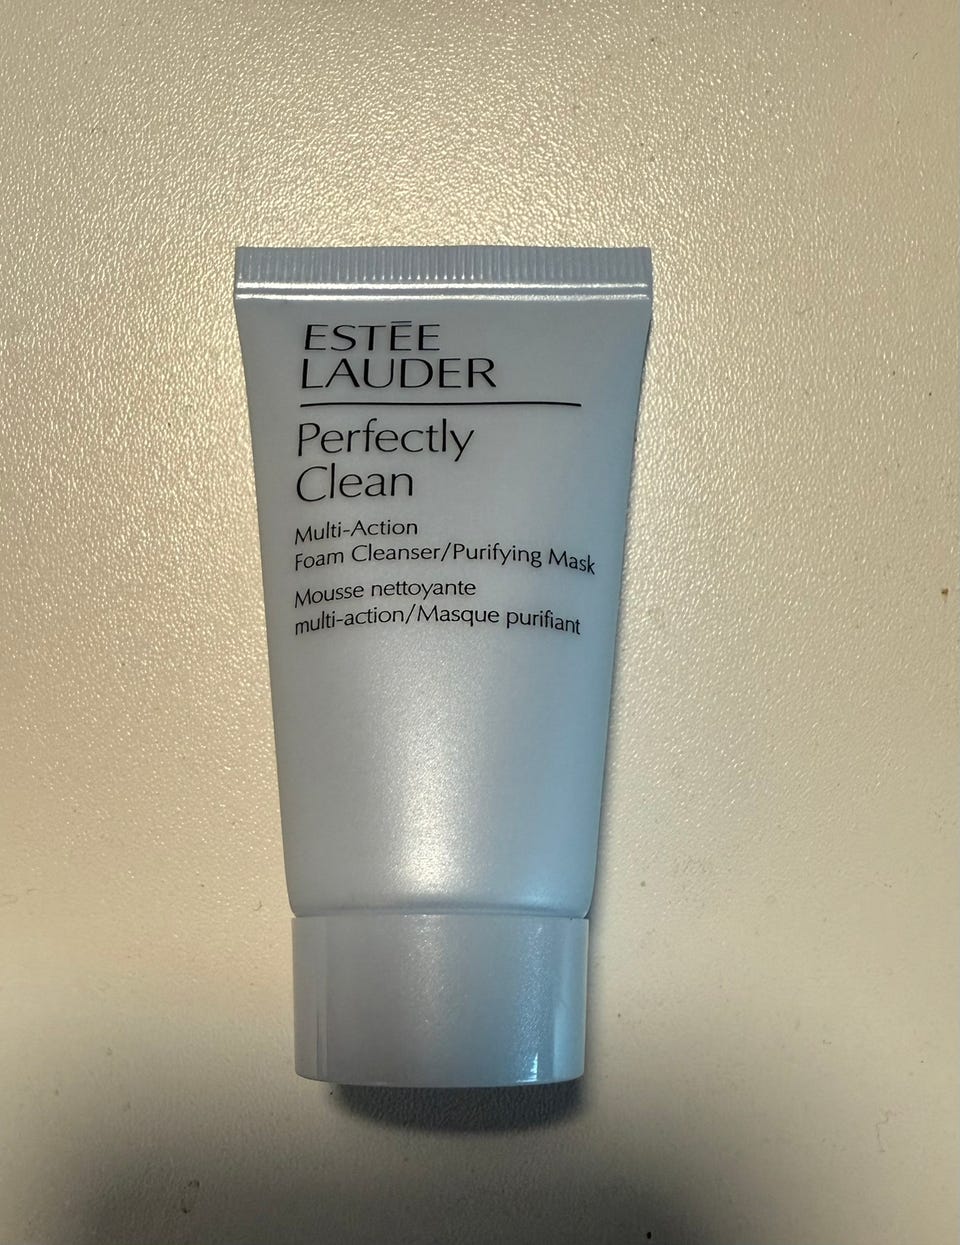 ESTĒE
LAUDER
Perfectly
Clean
Multi-Action
Foam Cleanser/Purifying Mask
Mousse nettoyante
multi-action/Masque purifiant